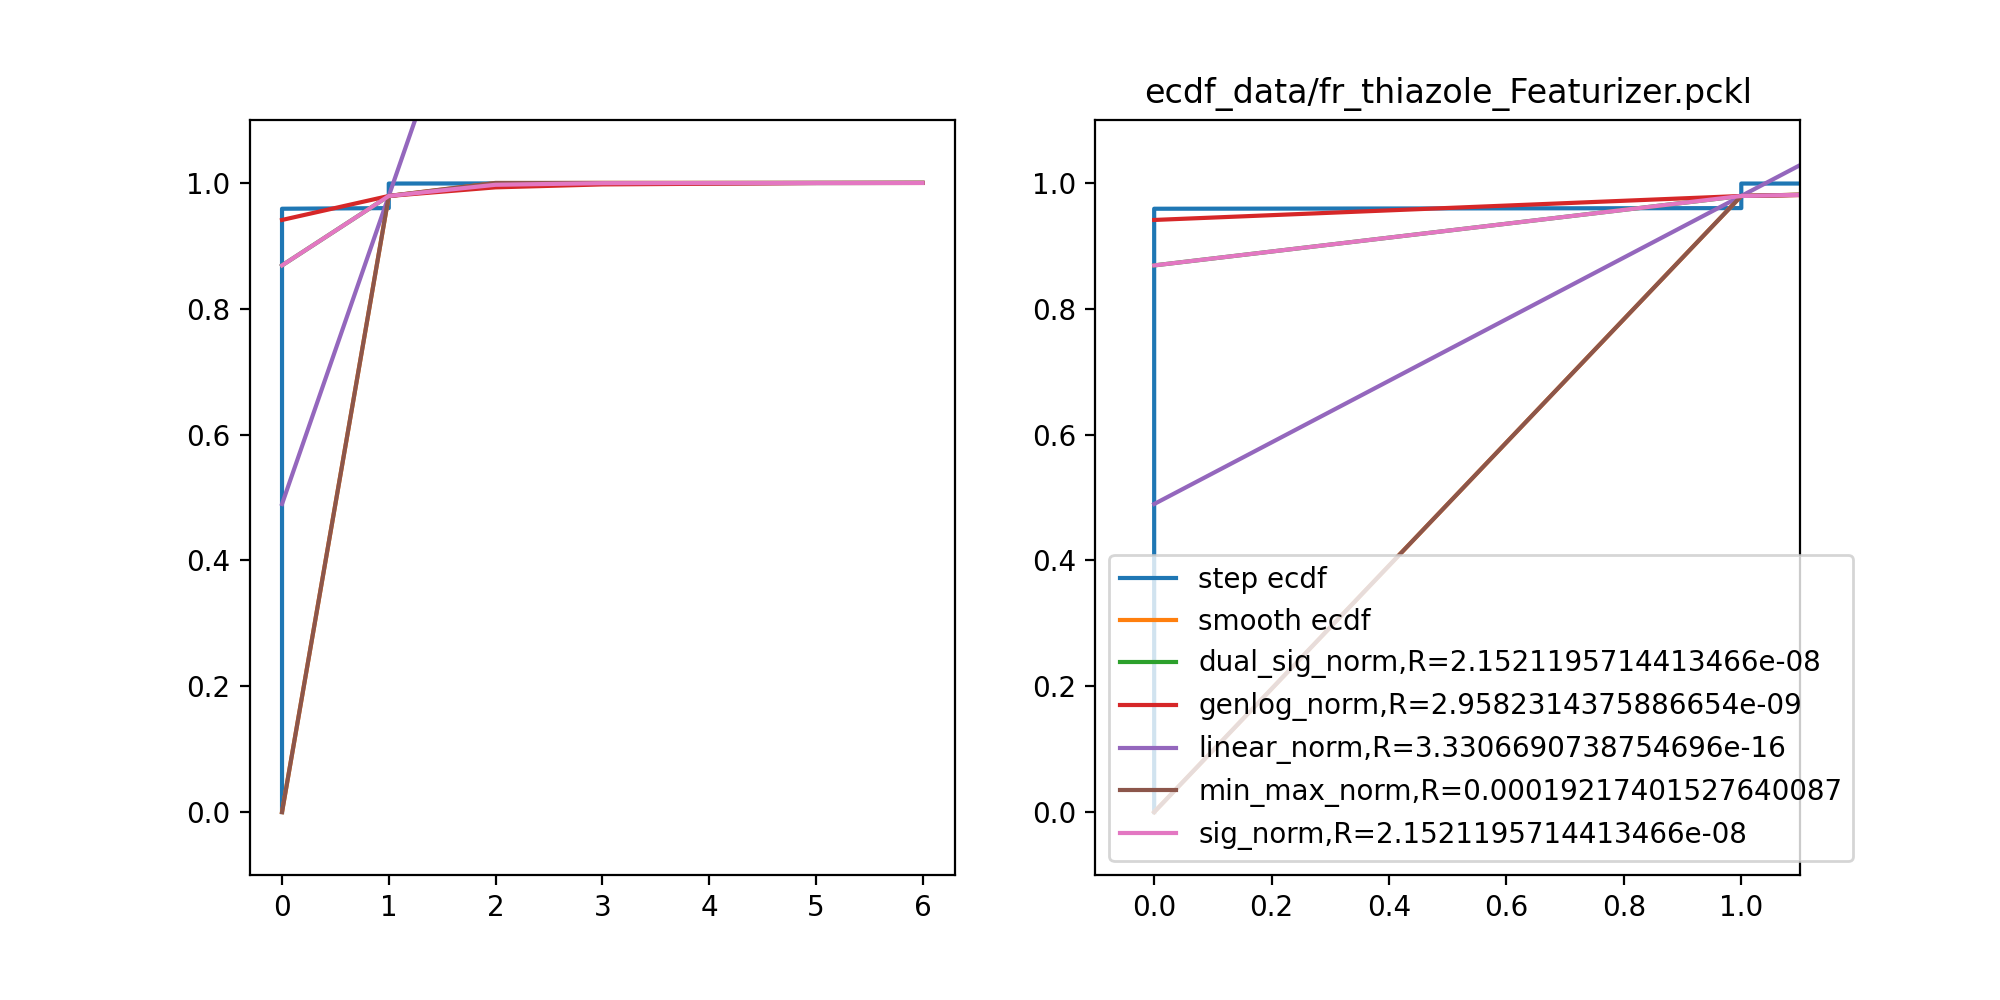 ecdf_data/fr_thiazole_Featurizer.pckl
1.0
0.8
0.6
0.4
0.2
0.0
0 1 2 3 4 5 6
1.0
0.8
0.6
0.4
0.2
0.0
step ecdf
smooth ecdf
dual_sig_norm,R=2.1521195714413466e-08
genlog_norm,R=2.9582314375886654e-09
linear_norm,R=3.3306690738754696e-16
min_max_norm,R=0.00019217401527640087
sig_norm,R=2.1521195714413466e-08
0.0 0.2 0.4 0.6 0.8 1.0